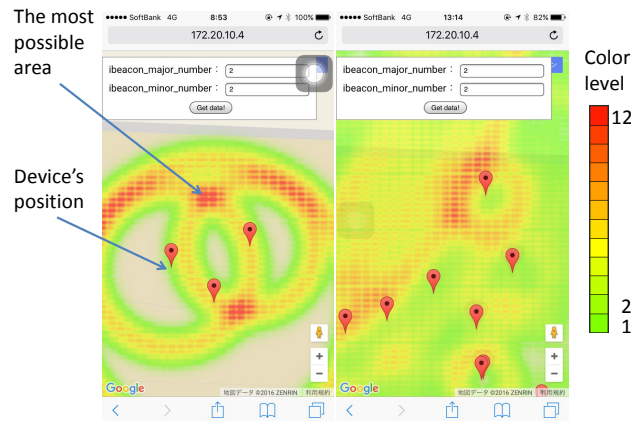 The most
possible
area
Device's
position
SoftBank 4G 8:53 100%
172.20.10.4
ibeacon_major_number : 2
ibeacon_minor_number : 2
Get data!
Google
地図データ ©2016 ZENRIN 利用規約
SoftBank 4G 13:14 82%
172.20.10.4
ibeacon_major_number : 2
ibeacon_minor_number : 2
Get data!
Google
地図データ ©2016 ZENRIN 利用規約
Color
level
12
2
1